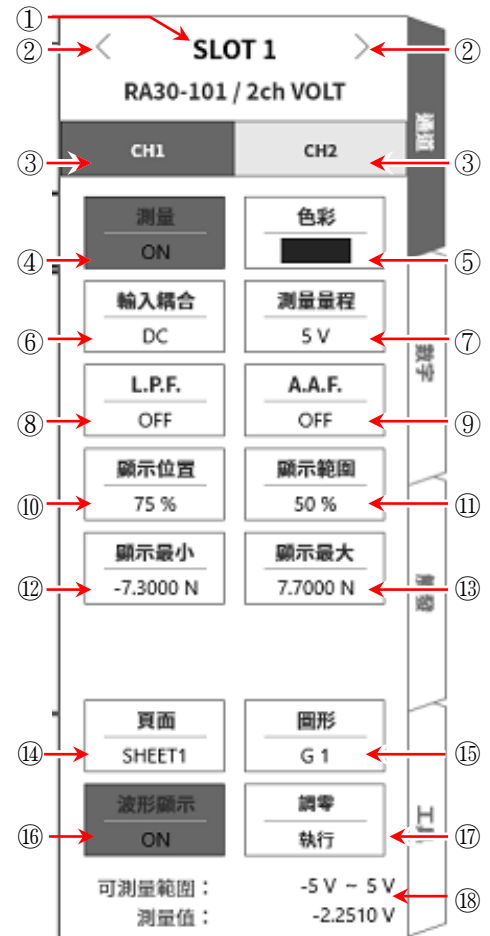 ①
② < SLOT 1 > ②
RA30-101 / 2ch VOLT
通道
③ CH1 CH2 ③
④ 測量 ON
色彩 ⑤
⑥ 輸入耦合 DC
測量量程 5 V ⑦
數字
⑧ L.P.F. OFF
A.A.F. OFF ⑨
⑩ 顯示位置 75 %
顯示範圍 50 % ⑪
⑫ 顯示最小 -7.3000 N
顯示最大 7.7000 N ⑬
觸發
⑭ 頁面 SHEET1
圖形 G 1 ⑮
⑯ 波形顯示 ON
調零 執行 ⑰
可測量範圍: -5 V ~ 5 V ⑱
測量值: -2.2510 V